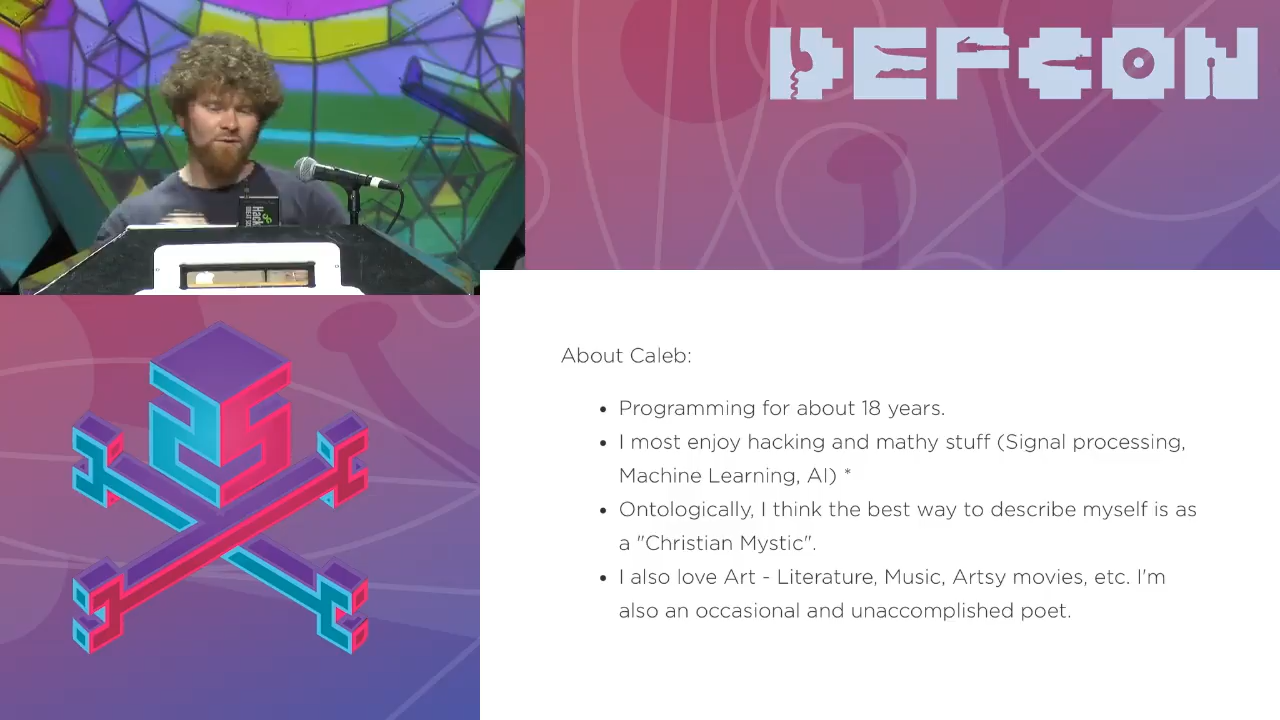 DEFCON
Hack
About Caleb:
• Programming for about 18 years.
• I most enjoy hacking and mathy stuff (Signal processing,
Machine Learning, AI) *
• Ontologically, I think the best way to describe myself is as
a "Christian Mystic".
• I also love Art - Literature, Music, Artsy movies, etc. I'm
also an occasional and unaccomplished poet.